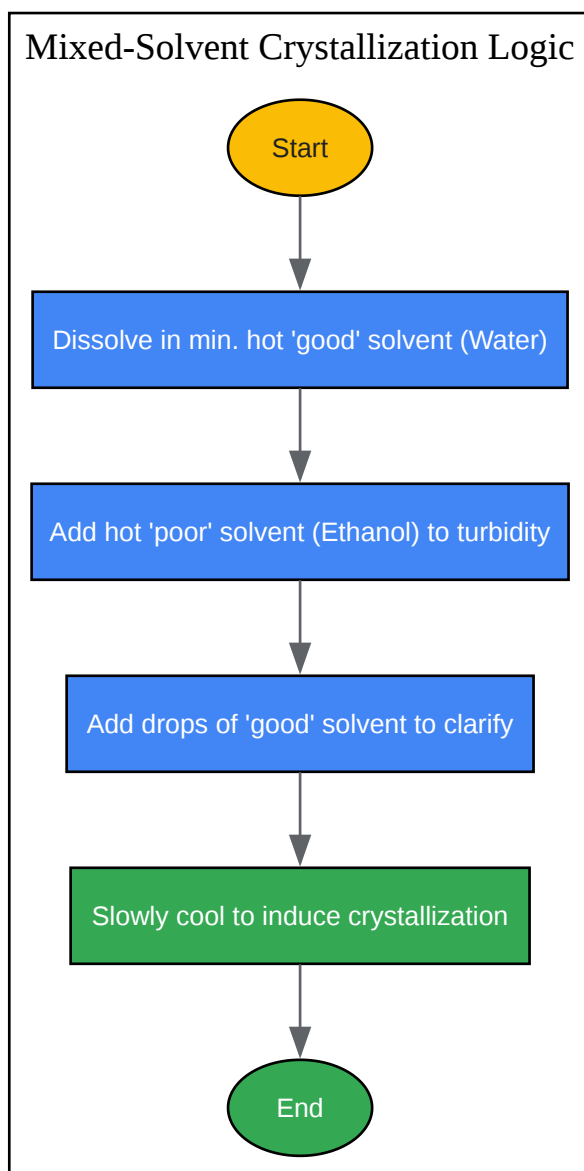 Mixed-Solvent Crystallization Logic
Start
Dissolve in min. hot 'good' solvent (Water)
Add hot 'poor' solvent (Ethanol) to turbidity
Add drops of 'good' solvent to clarify
Slowly cool to induce crystallization
End